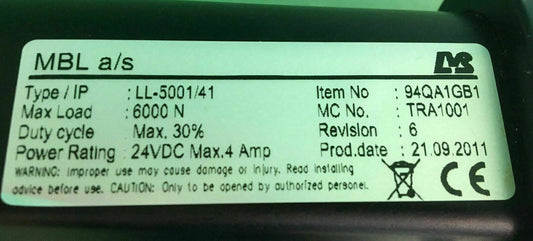 MBL a/s
Type / IP : LL-5001/41 Item No : 94QA1GB1
Max Load : 6000 N MC No. : TRA1001
Duty cycle Max. 30% Revision : 6
Power Rating : 24VDC Max.4 Amp Prod.date : 21.09.2011
WARNING: Improper use may cause damage or injury. Read installing
advice before use. CAUTION: Only to be opened by authorized personel.
CE